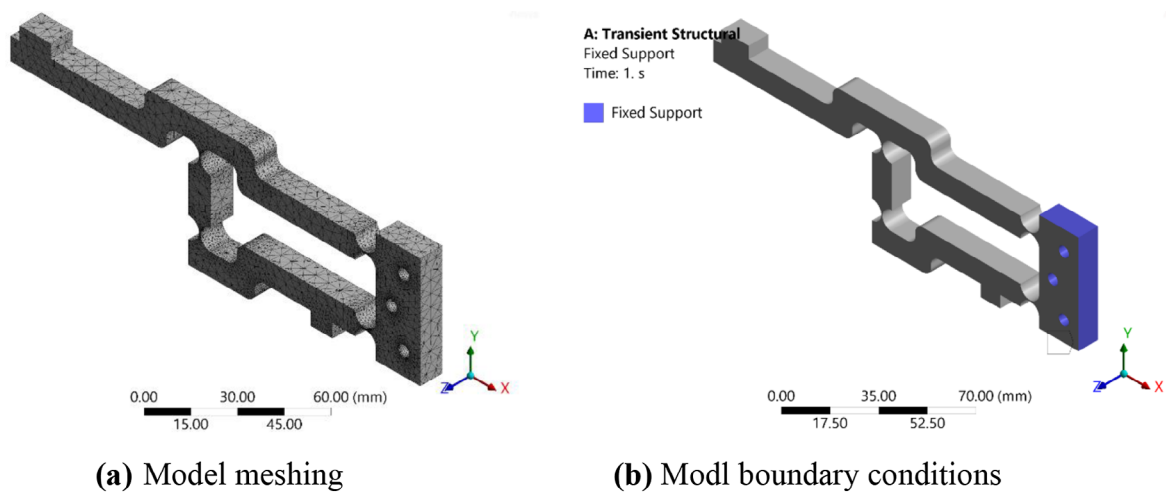 A: Transient Structural
Fixed Support
Time: 1. s
Fixed Support
Y
Z
X
0.00 30.00 60.00 (mm)
15.00 45.00
Y
Z
X
0.00 35.00 70.00 (mm)
17.50 52.50
(a) Model meshing
(b) Modl boundary conditions